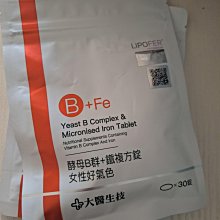 LIPOFER
B+Fe
Yeast B Complex &
Micronised Iron Tablet
Nutritional Supplements Containing
Vitamin B Complex And Iron
酵母B群+鐵複方錠
女性好氣色
大醫生技
×30錠